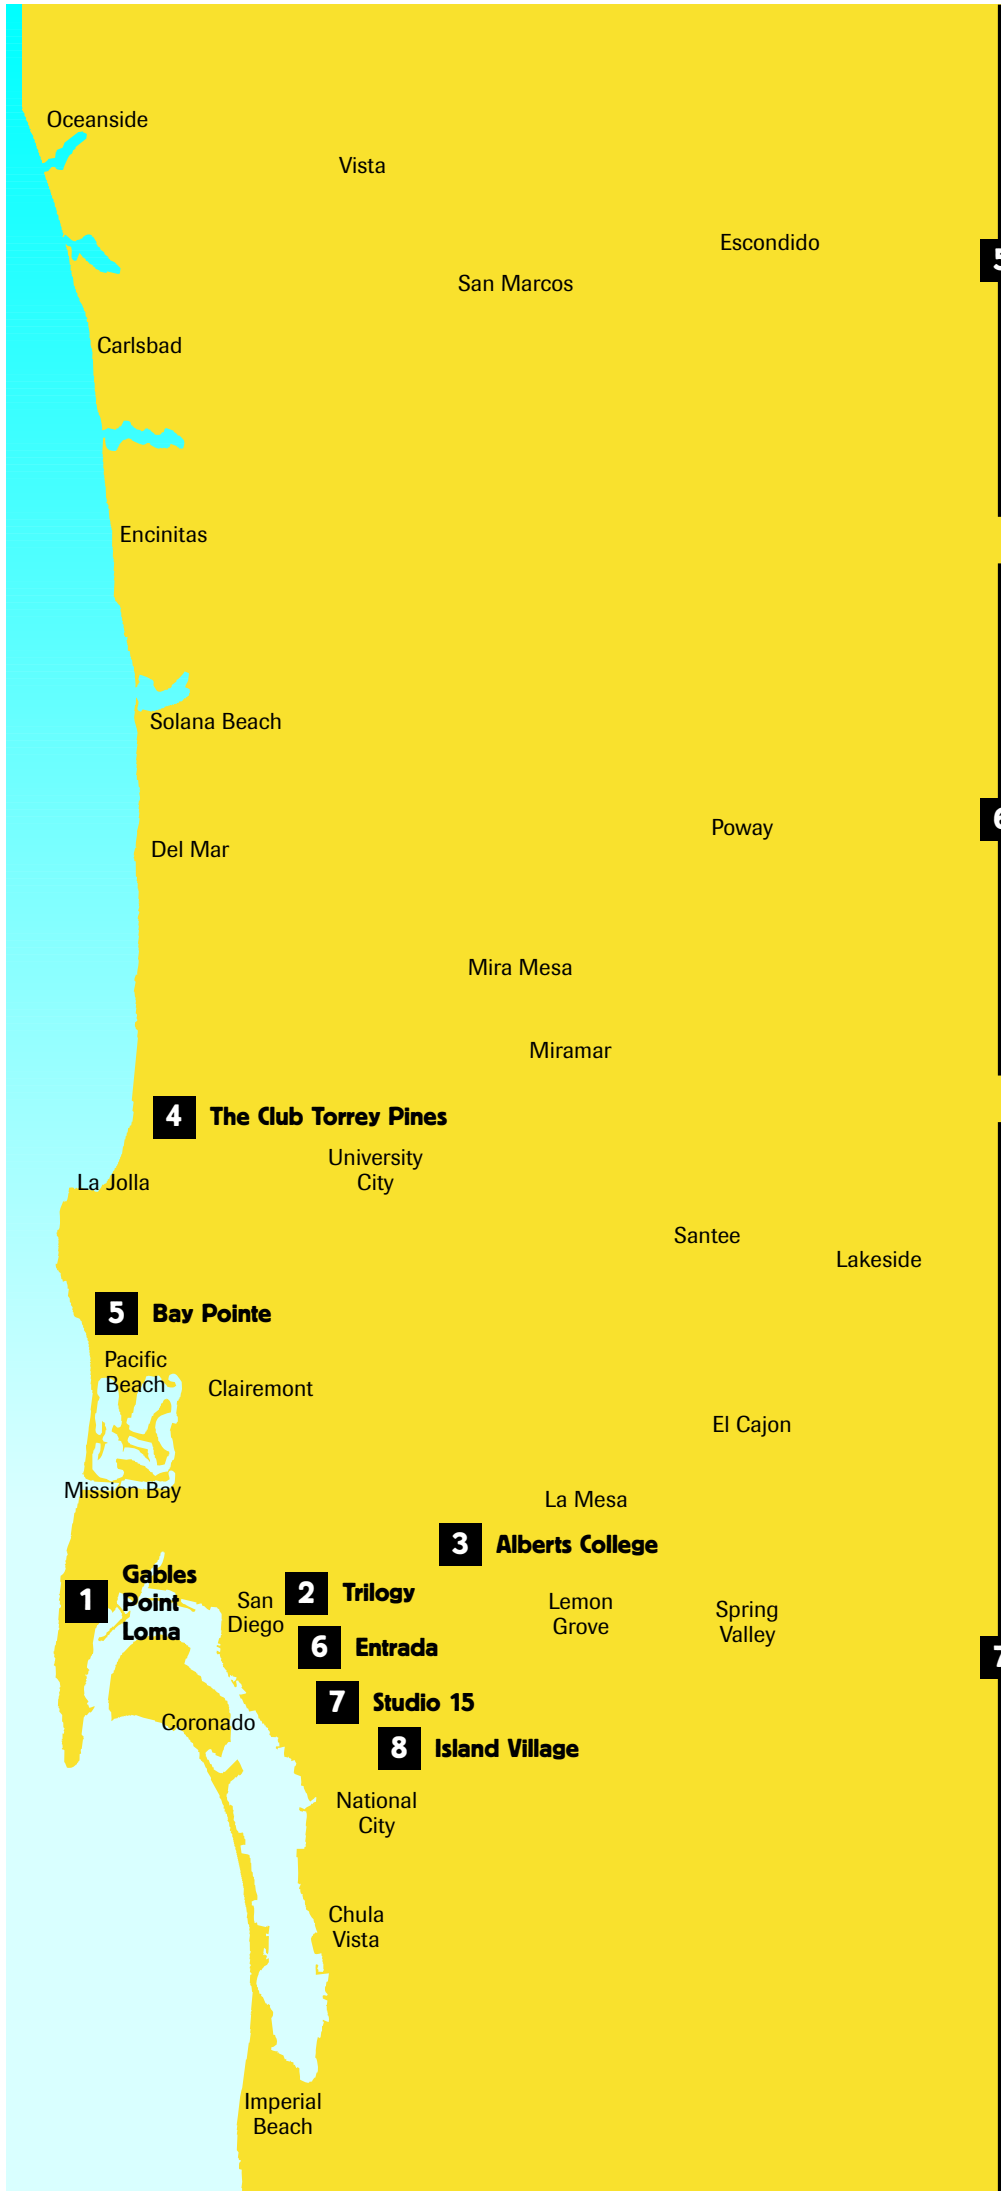 Oceanside
Vista
Escondido
5
San Marcos
Carlsbad
Encinitas
Solana Beach
Poway
6
Del Mar
Mira Mesa
Miramar
4 The Club Torrey Pines
University
City
La Jolla
Santee
Lakeside
5 Bay Pointe
Pacific
Beach
Clairemont
El Cajon
Mission Bay
La Mesa
3 Alberts College
1 Gables
Point
Loma
San
Diego
2 Trilogy
Lemon
Grove
Spring
Valley
6 Entrada
7
7 Studio 15
Coronado
8 Island Village
National
City
Chula
Vista
Imperial
Beach